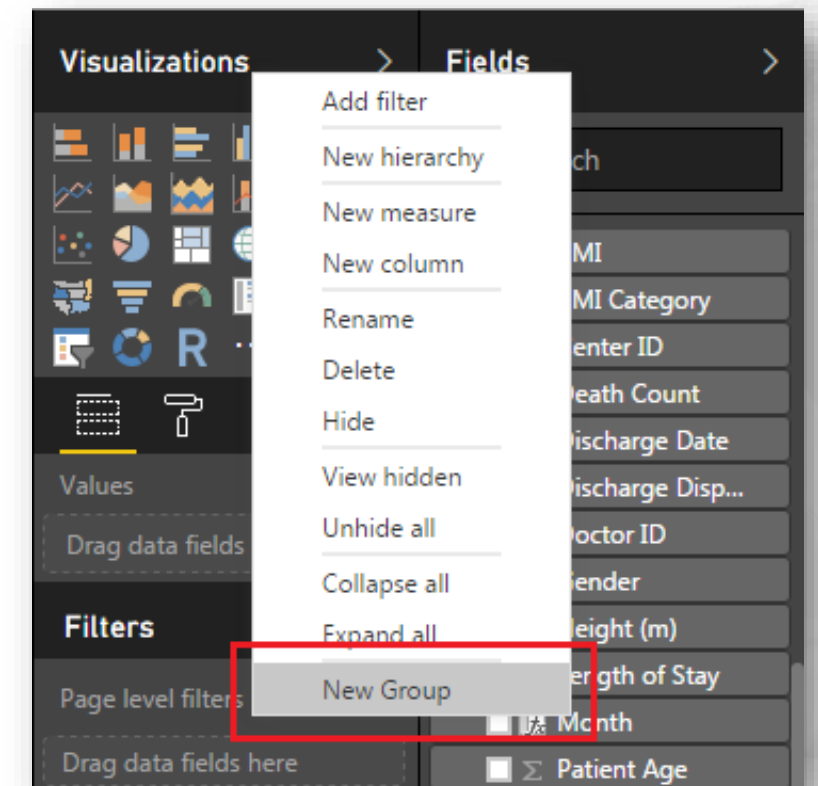 Visualizations
Fields
Add filter
New hierarchy
New measure
New column
Rename
Delete
Hide
View hidden
Unhide all
Collapse all
Expand all
New Group
ch
MI
MI Category
enter ID
eath Count
ischarge Date
ischarge Disp...
octor ID
ender
eight (m)
ength of Stay
Month
Σ Patient Age
R
Values
Drag data fields
Filters
Page level filters
Drag data fields here